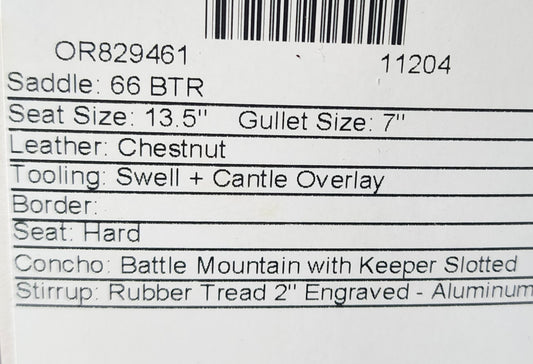 OR829461 11204
Saddle: 66 BTR
Seat Size: 13.5" Gullet Size: 7"
Leather: Chestnut
Tooling: Swell + Cantle Overlay
Border:
Seat: Hard
Concho: Battle Mountain with Keeper Slotted
Stirrup: Rubber Tread 2" Engraved - Aluminum